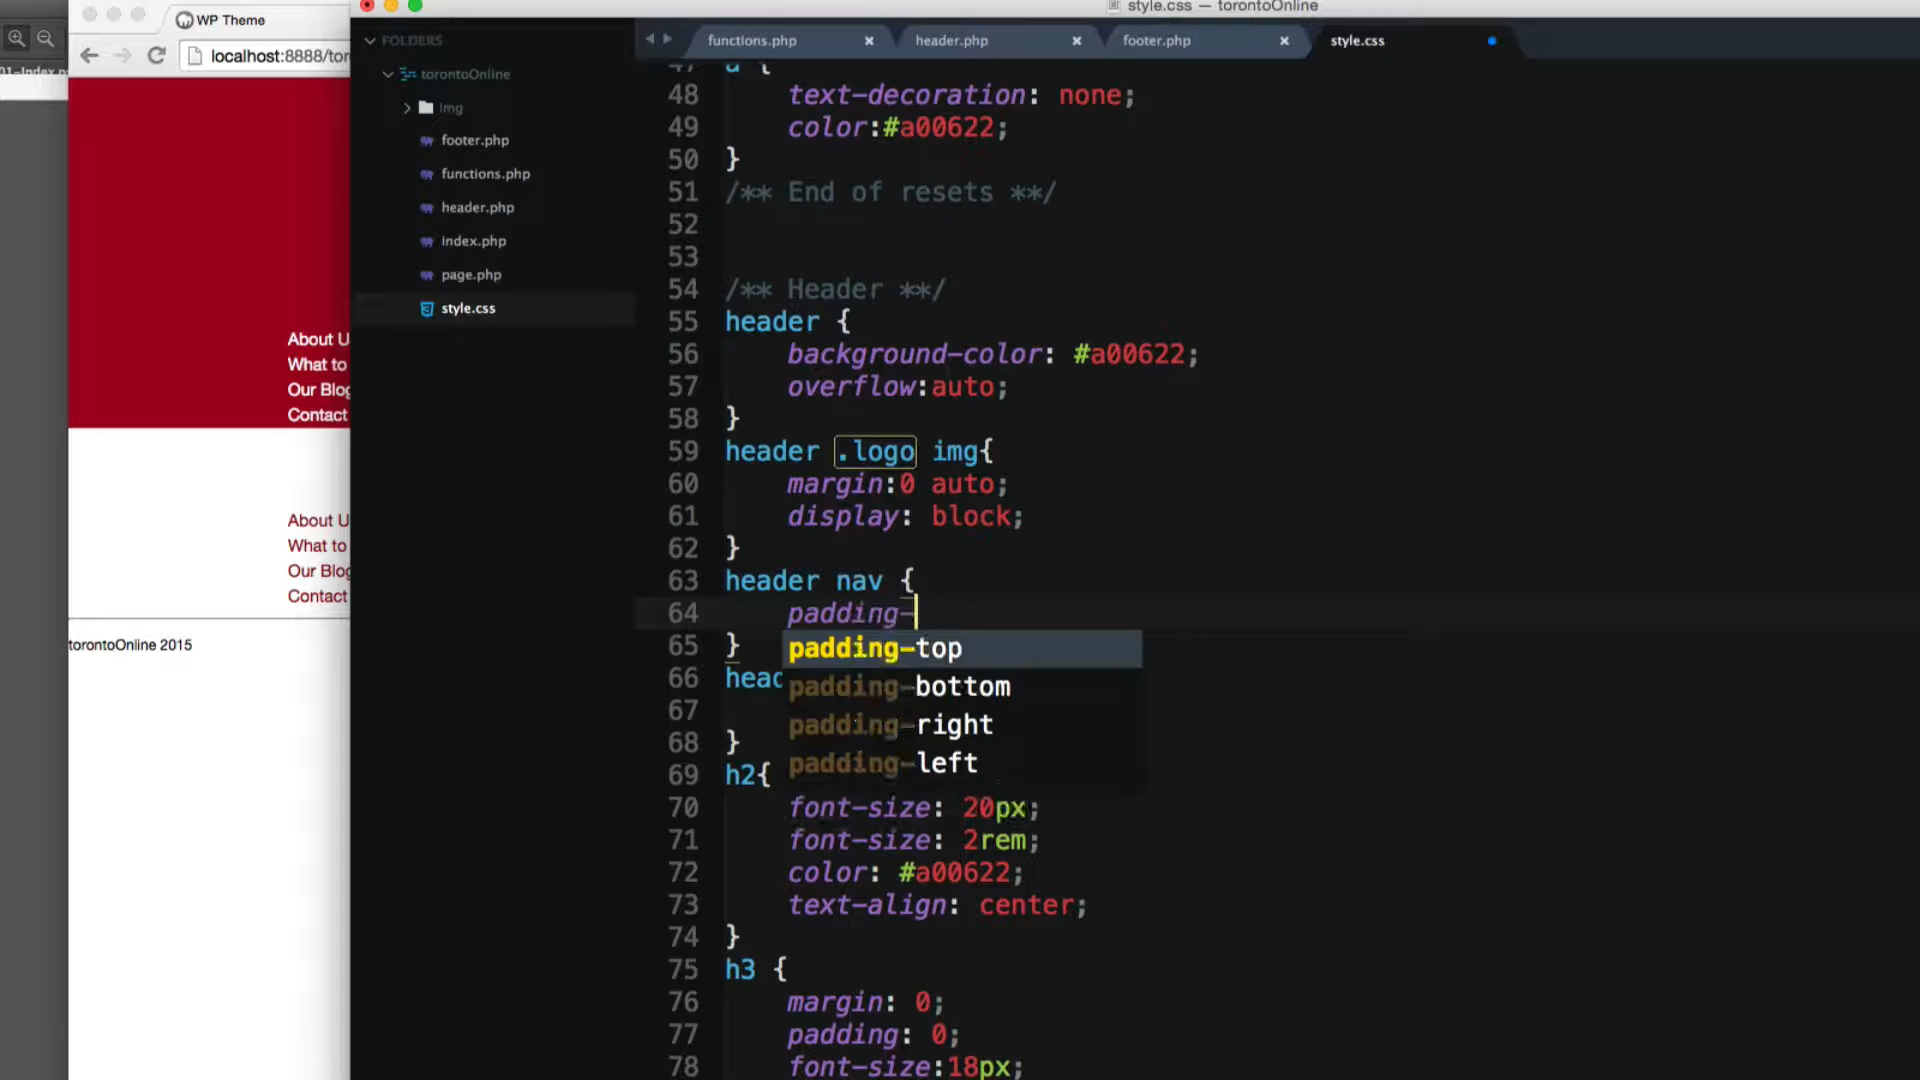 WP Theme
localhost:8888/tor
About U
What to
Our Blog
Contact
About U
What to
Our Blog
Contact
torontoOnline 2015
style.css — torontoOnline
FOLDERS
torontoOnline
img
footer.php
functions.php
header.php
index.php
page.php
style.css
functions.php
header.php
footer.php
style.css
47 a {
48 text-decoration: none;
49 color:#a00622;
50 }
51 /** End of resets **/
52
53
54 /** Header **/
55 header {
56 background-color: #a00622;
57 overflow:auto;
58 }
59 header .logo img{
60 margin:0 auto;
61 display: block;
62 }
63 header nav {
64 padding-
65 }
padding-top
66 head
padding-bottom
67
padding-right
68 }
padding-left
69 h2{
70 font-size: 20px;
71 font-size: 2rem;
72 color: #a00622;
73 text-align: center;
74 }
75 h3 {
76 margin: 0;
77 padding: 0;
78 font-size:18px;